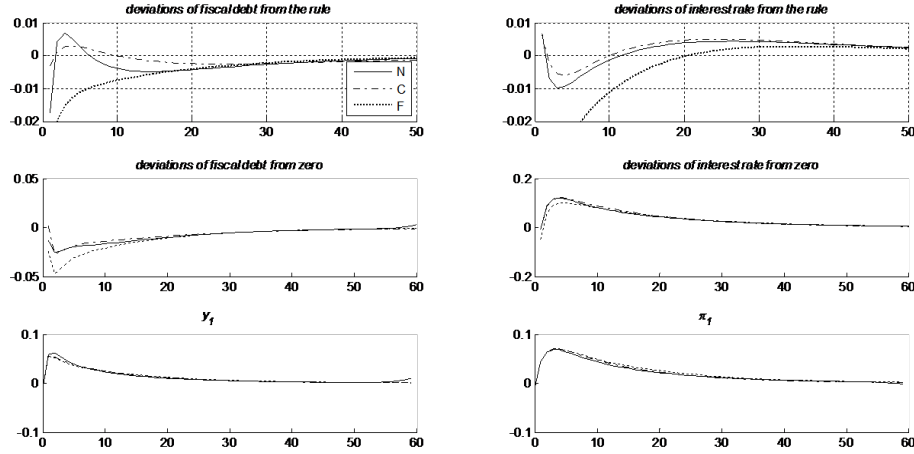 deviations of fiscal debt from the rule
0.01
0
-0.01
-0.02
0 10 20 30 40 50
N
C
F
deviations of interest rate from the rule
0.01
0
-0.01
-0.02
0 10 20 30 40 50
deviations of fiscal debt from zero
0.05
0
-0.05
0 10 20 30 40 50 60
deviations of interest rate from zero
0.2
0
-0.2
0 10 20 30 40 50 60
y1
0.1
0
-0.1
0 10 20 30 40 50 60
π1
0.1
0
-0.1
0 10 20 30 40 50 60